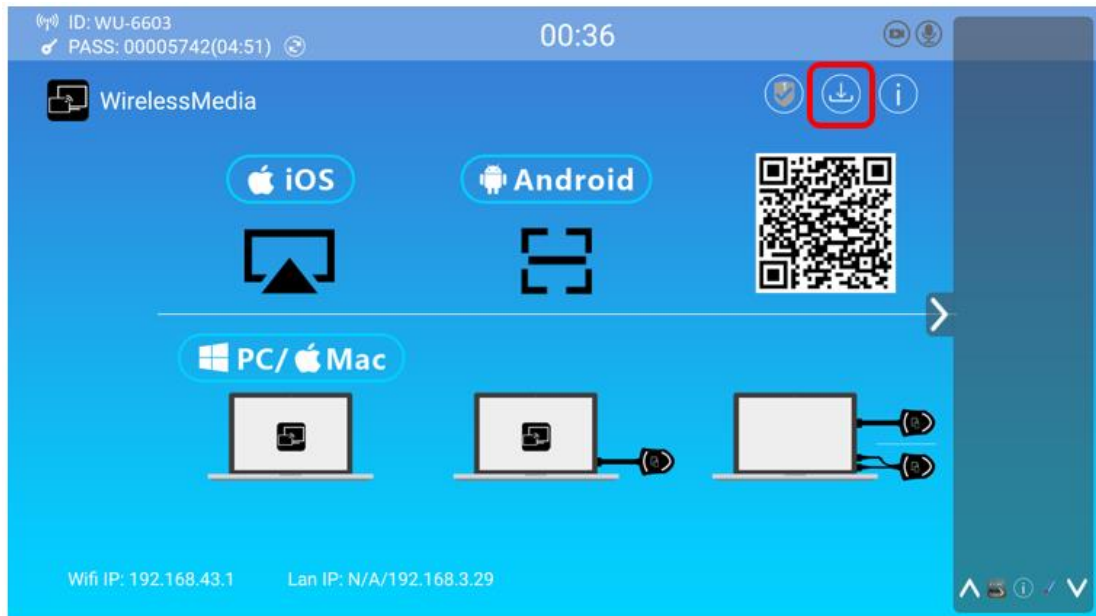 ID: WU-6603
PASS: 00005742(04:51)
00:36
WirelessMedia
iOS
Android
PC/ Mac
Wifi IP: 192.168.43.1
Lan IP: N/A/192.168.3.29